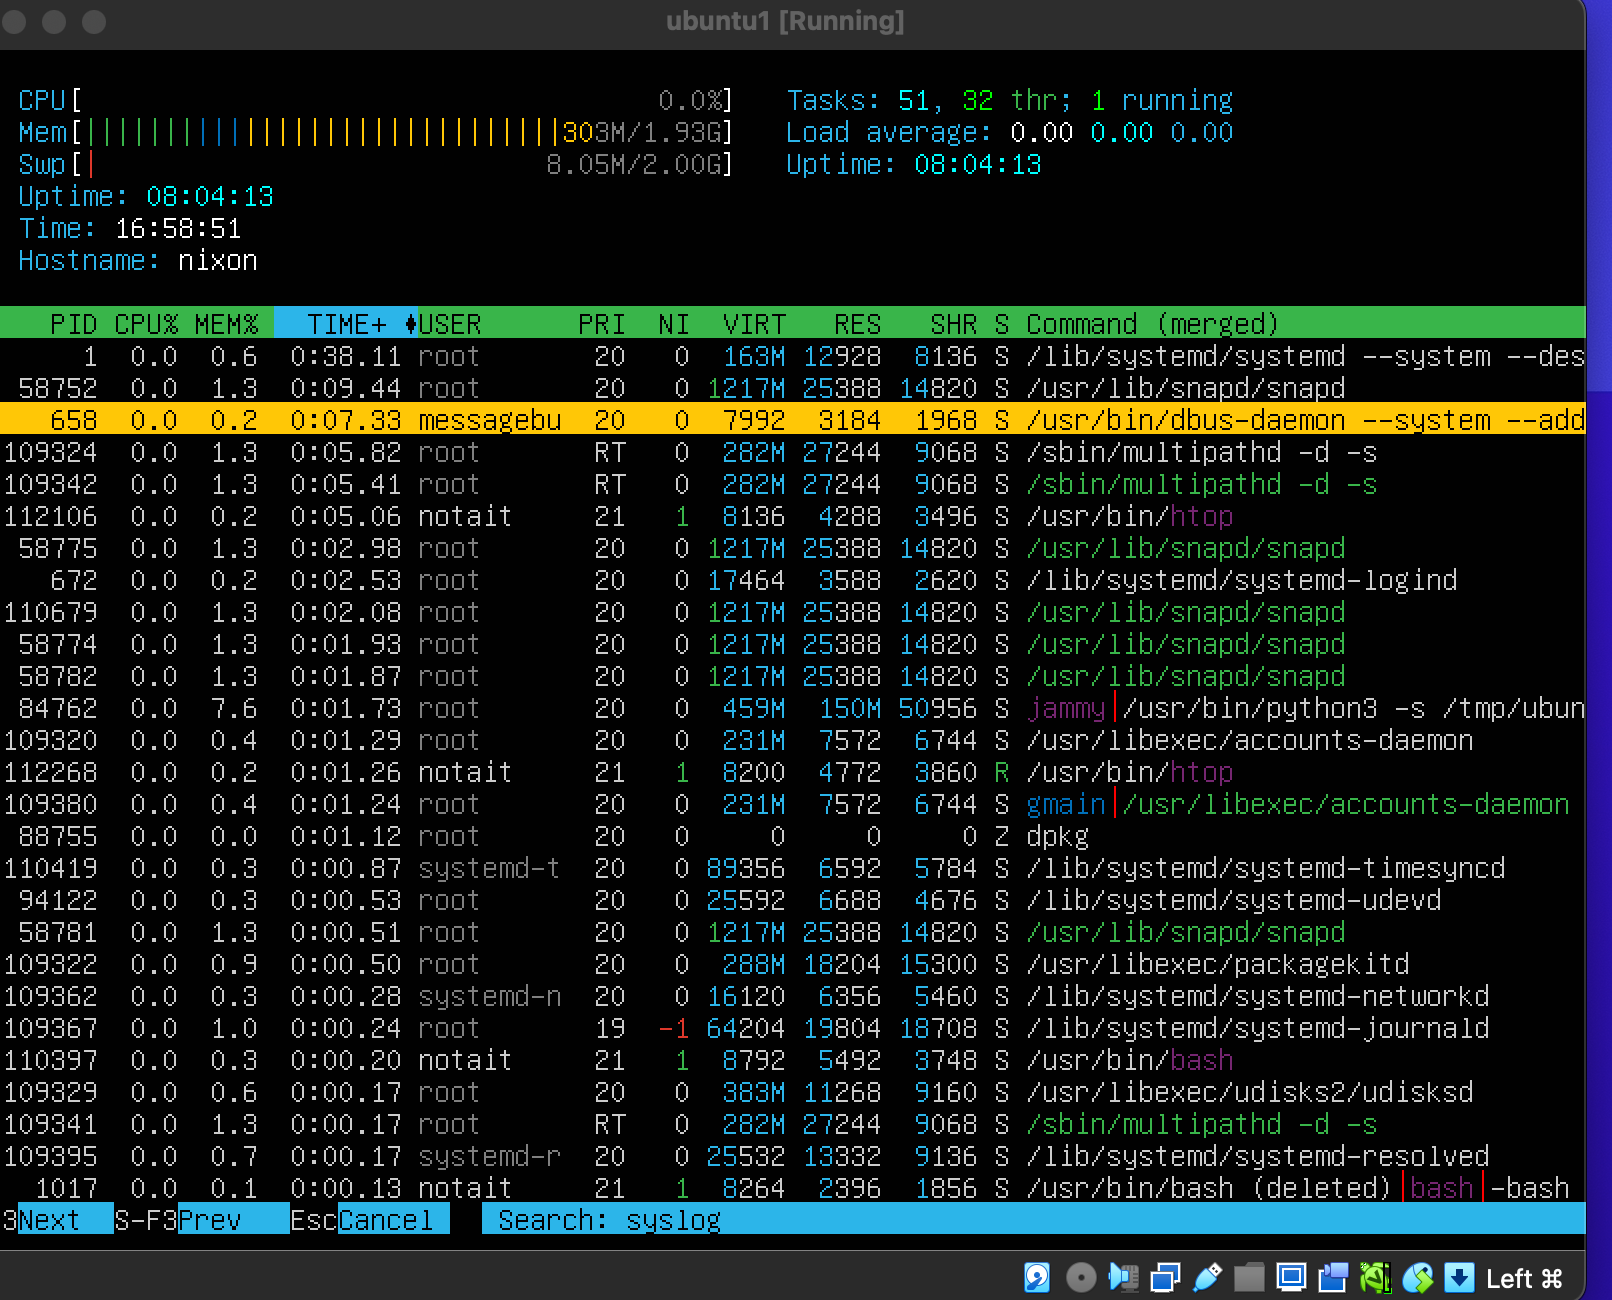 ubuntu1 [Running]
CPU[ 0.0%] Tasks: 51, 32 thr; 1 running
Mem[||||||||||||||||||||||||||||||303M/1.93G] Load average: 0.00 0.00 0.00
Swp[| 8.05M/2.00G] Uptime: 08:04:13
Uptime: 08:04:13
Time: 16:58:51
Hostname: nixon
PID CPU% MEM% TIME+ USER PRI NI VIRT RES SHR S Command (merged)
1 0.0 0.6 0:38.11 root 20 0 163M 12928 8136 S /lib/systemd/systemd --system --des
58752 0.0 1.3 0:09.44 root 20 0 1217M 25388 14820 S /usr/lib/snapd/snapd
658 0.0 0.2 0:07.33 messagebu 20 0 7992 3184 1968 S /usr/bin/dbus-daemon --system --add
109324 0.0 1.3 0:05.82 root RT 0 282M 27244 9068 S /sbin/multipathd -d -s
109342 0.0 1.3 0:05.41 root RT 0 282M 27244 9068 S /sbin/multipathd -d -s
112106 0.0 0.2 0:05.06 notait 21 1 8136 4288 3496 S /usr/bin/htop
58775 0.0 1.3 0:02.98 root 20 0 1217M 25388 14820 S /usr/lib/snapd/snapd
672 0.0 0.2 0:02.53 root 20 0 17464 3588 2620 S /lib/systemd/systemd-logind
110679 0.0 1.3 0:02.08 root 20 0 1217M 25388 14820 S /usr/lib/snapd/snapd
58774 0.0 1.3 0:01.93 root 20 0 1217M 25388 14820 S /usr/lib/snapd/snapd
58782 0.0 1.3 0:01.87 root 20 0 1217M 25388 14820 S /usr/lib/snapd/snapd
84762 0.0 7.6 0:01.73 root 20 0 459M 150M 50956 S jammy|/usr/bin/python3 -s /tmp/ubun
109320 0.0 0.4 0:01.29 root 20 0 231M 7572 6744 S /usr/libexec/accounts-daemon
112268 0.0 0.2 0:01.26 notait 21 1 8200 4772 3860 R /usr/bin/htop
109380 0.0 0.4 0:01.24 root 20 0 231M 7572 6744 S gmain|/usr/libexec/accounts-daemon
88755 0.0 0.0 0:01.12 root 20 0 0 0 0 Z dpkg
110419 0.0 0.3 0:00.87 systemd-t 20 0 89356 6592 5784 S /lib/systemd/systemd-timesyncd
94122 0.0 0.3 0:00.53 root 20 0 25592 6688 4676 S /lib/systemd/systemd-udevd
58781 0.0 1.3 0:00.51 root 20 0 1217M 25388 14820 S /usr/lib/snapd/snapd
109322 0.0 0.9 0:00.50 root 20 0 288M 18204 15300 S /usr/libexec/packagekitd
109362 0.0 0.3 0:00.28 systemd-n 20 0 16120 6356 5460 S /lib/systemd/systemd-networkd
109367 0.0 1.0 0:00.24 root 19 -1 64204 19804 18708 S /lib/systemd/systemd-journald
110397 0.0 0.3 0:00.20 notait 21 1 8792 5492 3748 S /usr/bin/bash
109329 0.0 0.6 0:00.17 root 20 0 383M 11268 9160 S /usr/libexec/udisks2/udisksd
109341 0.0 1.3 0:00.17 root RT 0 282M 27244 9068 S /sbin/multipathd -d -s
109395 0.0 0.7 0:00.17 systemd-r 20 0 25532 13332 9136 S /lib/systemd/systemd-resolved
1017 0.0 0.1 0:00.13 notait 21 1 8264 2396 1856 S /usr/bin/bash (deleted)|bash|-bash
3Next S-F3Prev EscCancel Search: syslog
Left ⌘